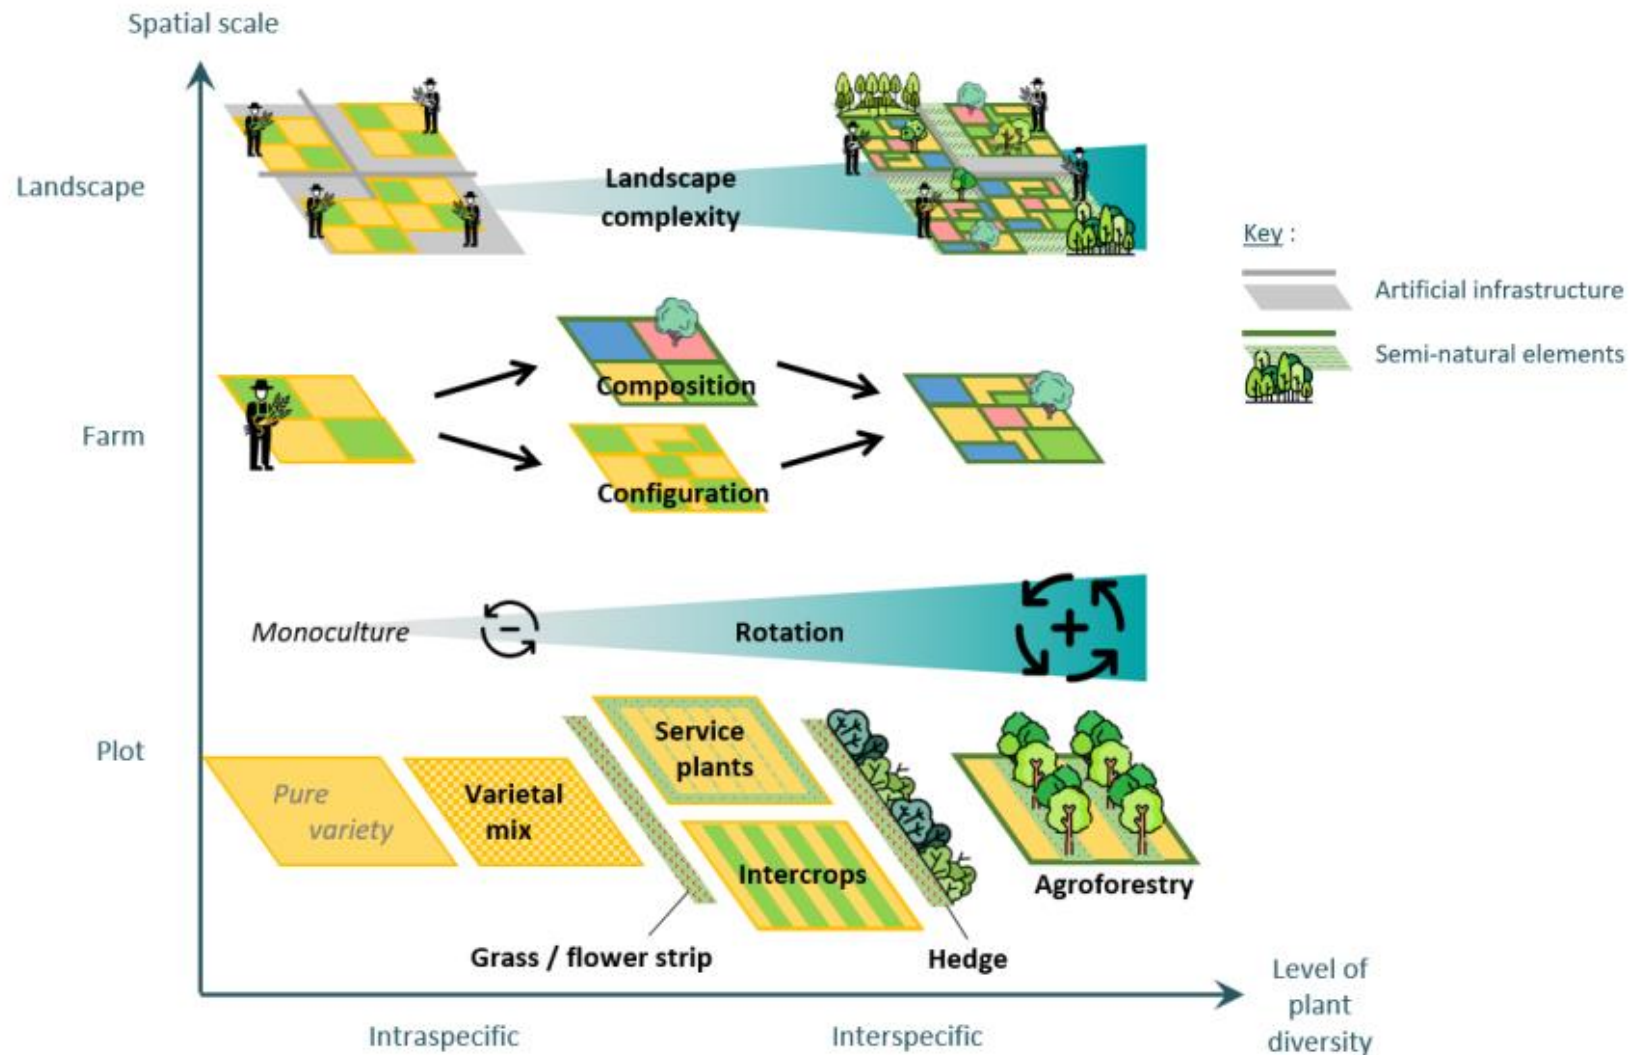 Spatial scale
Landscape
Landscape
complexity
Key :
Artificial infrastructure
Semi-natural elements
Farm
Composition
Configuration
Monoculture
-
Rotation
+
Plot
Pure
variety
Varietal
mix
Service
plants
Intercrops
Agroforestry
Grass / flower strip
Hedge
Level of
plant
diversity
Intraspecific
Interspecific